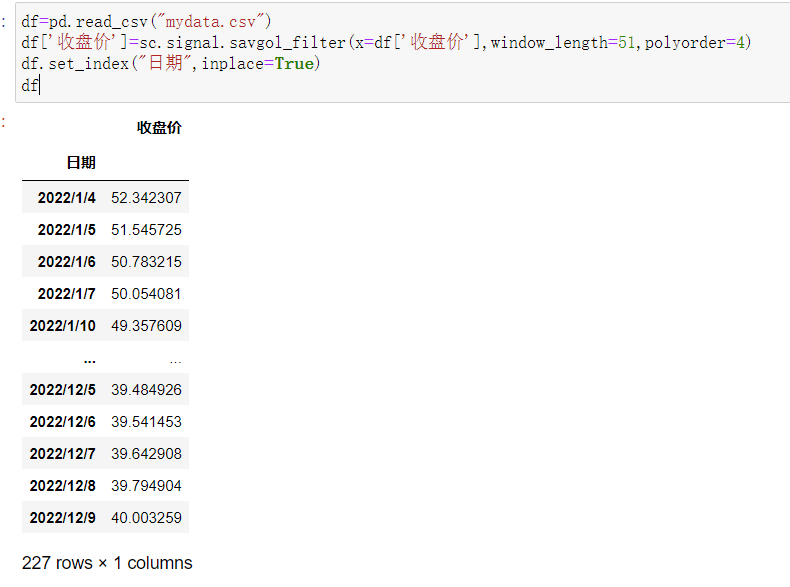 df=pd.read_csv("mydata.csv")
df['收盘价']=sc.signal.savgol_filter(x=df['收盘价'],window_length=51,polyorder=4)
df.set_index("日期",inplace=True)
df
收盘价
日期
2022/1/4 52.342307
2022/1/5 51.545725
2022/1/6 50.783215
2022/1/7 50.054081
2022/1/10 49.357609
... ...
2022/12/5 39.484926
2022/12/6 39.541453
2022/12/7 39.642908
2022/12/8 39.794904
2022/12/9 40.003259
227 rows × 1 columns